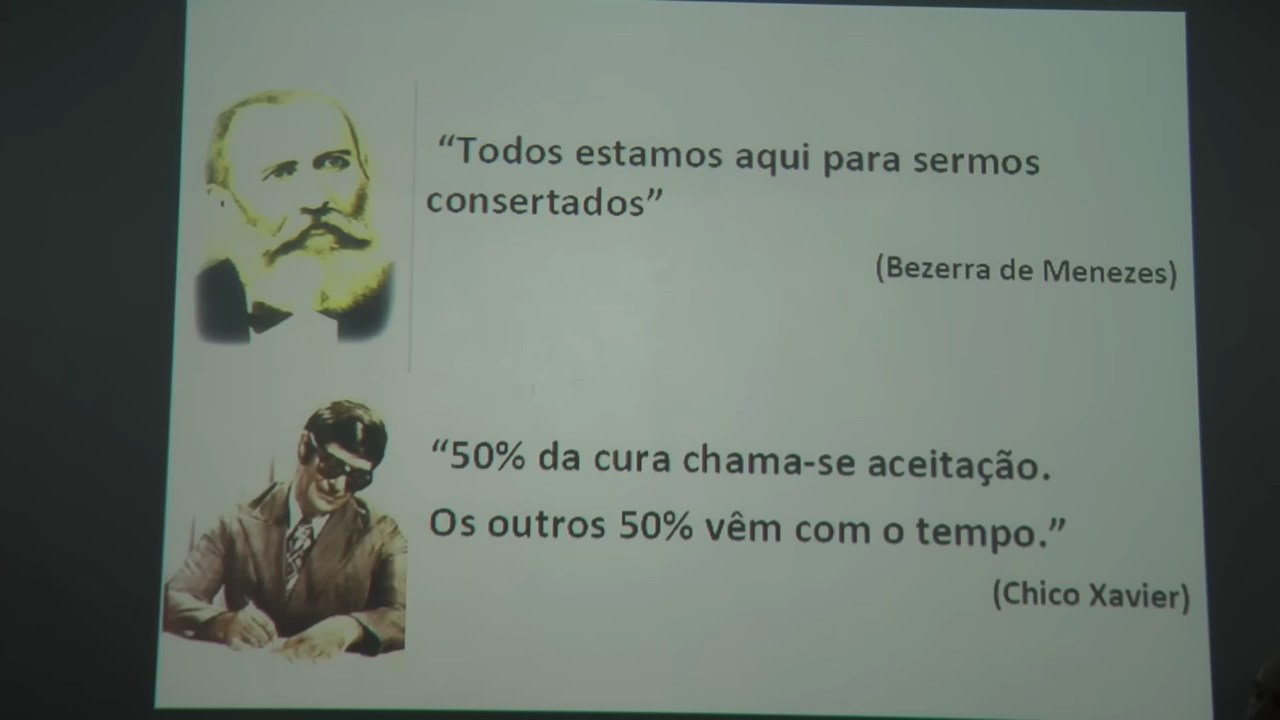 “Todos estamos aqui para sermos
consertados”
(Bezerra de Menezes)
“50% da cura chama-se aceitação.
Os outros 50% vêm com o tempo.”
(Chico Xavier)